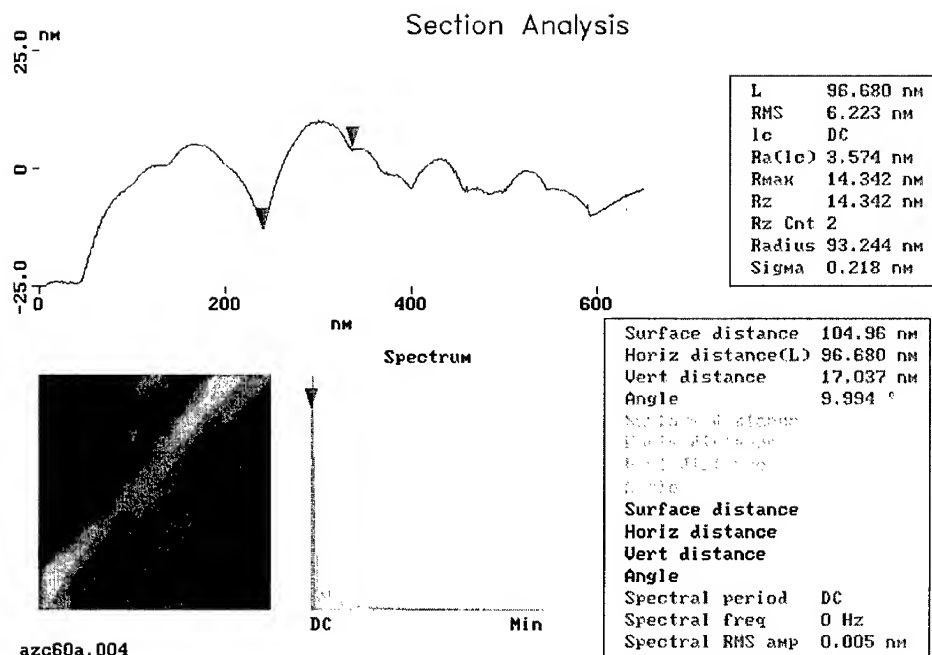 Section Analysis
25.0 nm
0
-25.0
0
200
400
600
nm
L 96.680 nm
RMS 6.223 nm
lc DC
Ra(lc) 3.574 nm
Rmax 14.342 nm
Rz 14.342 nm
Rz Cnt 2
Radius 93.244 nm
Sigma 0.218 nm
Spectrum
DC
Min
Surface distance 104.96 nm
Horiz distance(L) 96.680 nm
Vert distance 17.037 nm
Angle 9.994 °
Surface distance
Horiz distance
Vert distance
Angle
Spectral period DC
Spectral freq 0 Hz
Spectral RMS amp 0.005 nm
azc60a.004